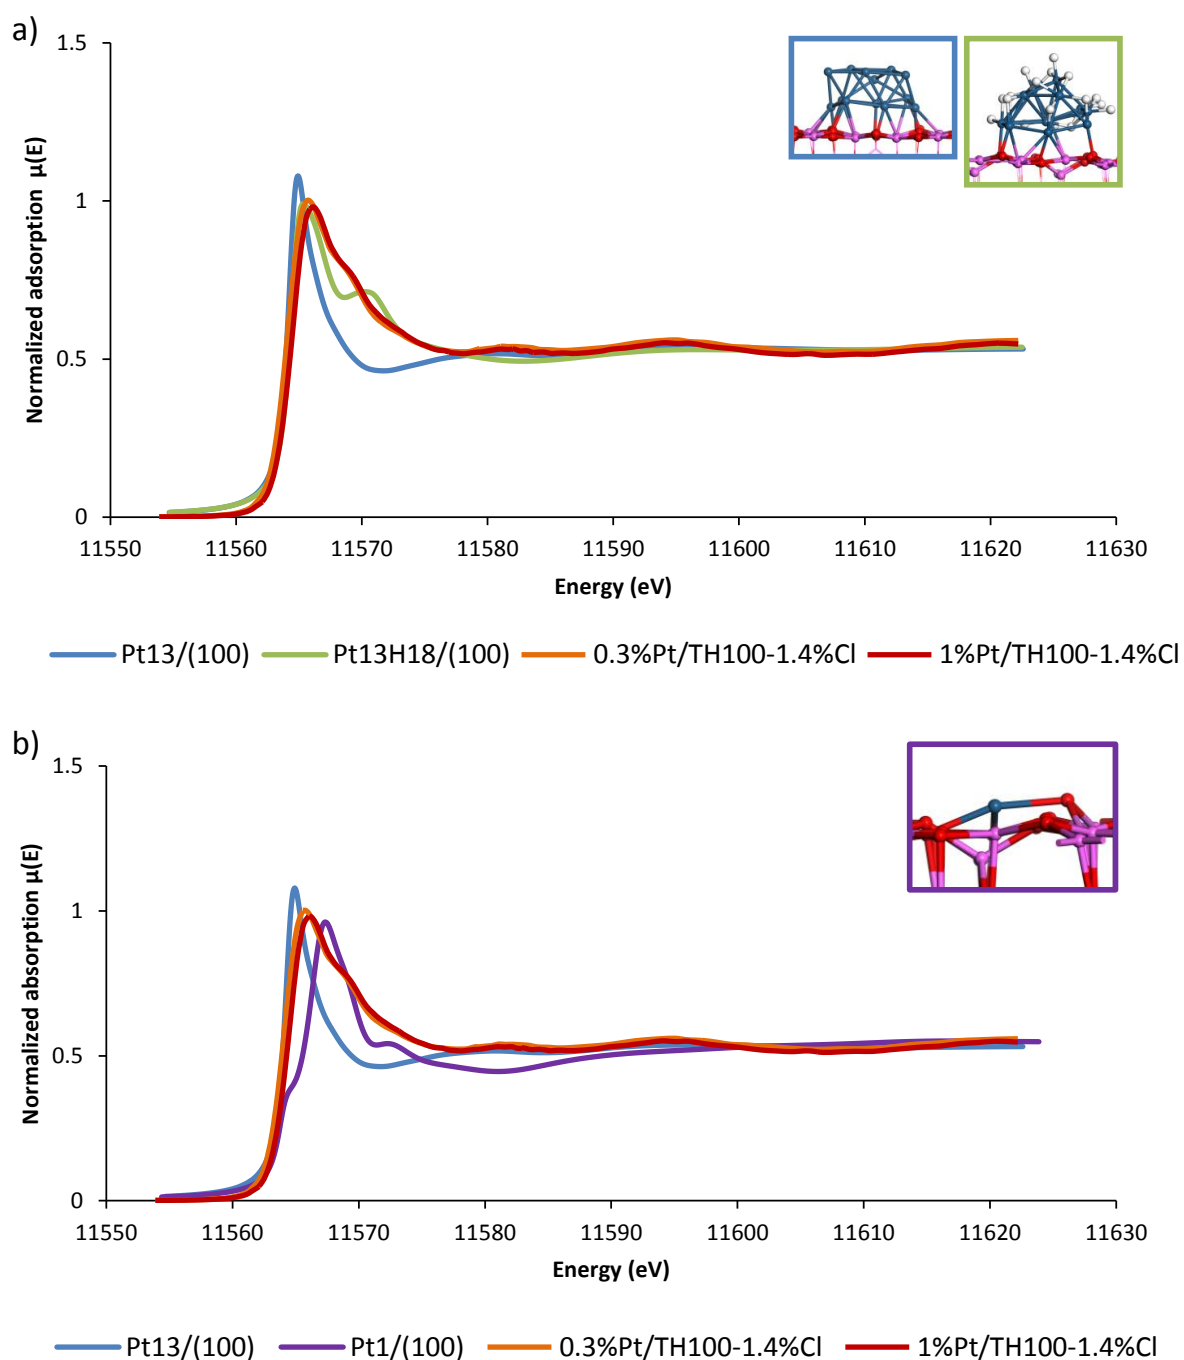 a)
1.5
1
0.5
0
Normalized adsorption μ(E)
11550 11560 11570 11580 11590 11600 11610 11620 11630
Energy (eV)
Pt13/(100) Pt13H18/(100) 0.3%Pt/TH100-1.4%Cl 1%Pt/TH100-1.4%Cl
b)
1.5
1
0.5
0
Normalized absorption μ(E)
11550 11560 11570 11580 11590 11600 11610 11620 11630
Energy (eV)
Pt13/(100) Pt1/(100) 0.3%Pt/TH100-1.4%Cl 1%Pt/TH100-1.4%Cl